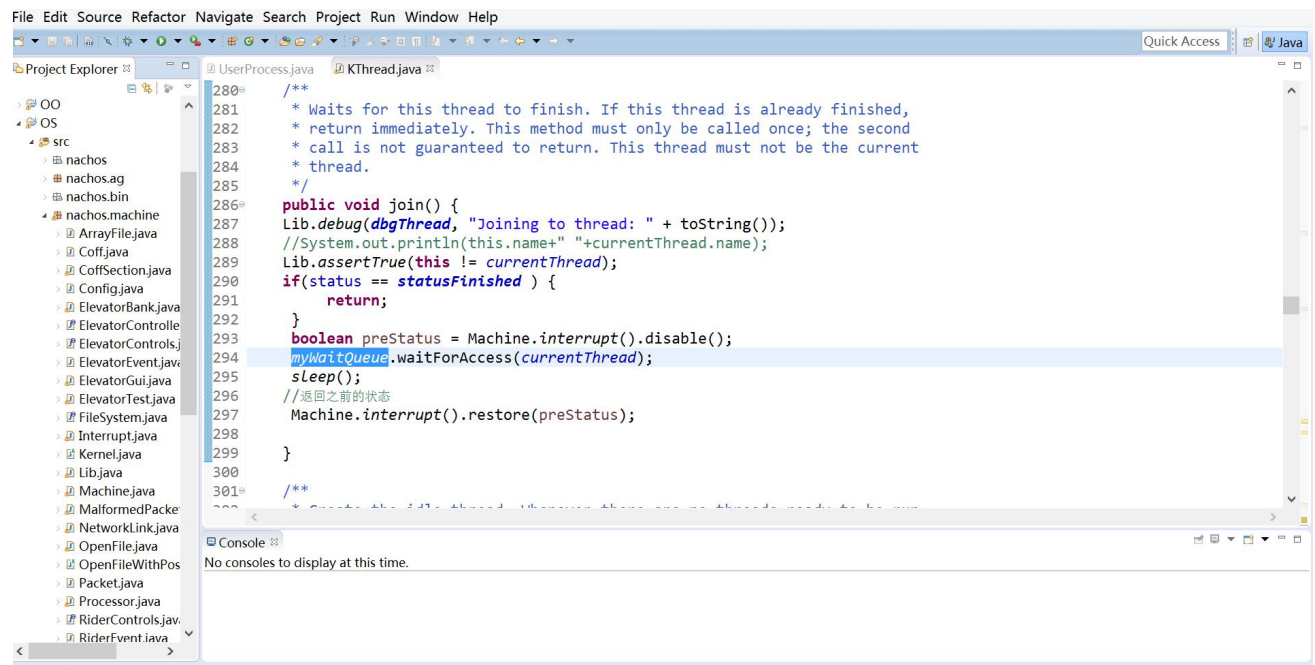 File Edit Source Refactor Navigate Search Project Run Window Help
Quick Access Java
Project Explorer
UserProcess.java KThread.java
OO
OS
src
nachos
nachos.ag
nachos.bin
nachos.machine
ArrayFile.java
Coff.java
CoffSection.java
Config.java
ElevatorBank.java
ElevatorControlle
ElevatorControls.j
ElevatorEvent.java
ElevatorGui.java
ElevatorTest.java
FileSystem.java
Interrupt.java
Kernel.java
Lib.java
Machine.java
MalformedPacke
NetworkLink.java
OpenFile.java
OpenFileWithPos
Packet.java
Processor.java
RiderControls.java
RiderEvent.java
280 /**
281 * Waits for this thread to finish. If this thread is already finished,
282 * return immediately. This method must only be called once; the second
283 * call is not guaranteed to return. This thread must not be the current
284 * thread.
285 */
286 public void join() {
287 Lib.debug(dbgThread, "Joining to thread: " + toString());
288 //System.out.println(this.name+" "+currentThread.name);
289 Lib.assertTrue(this != currentThread);
290 if(status == statusFinished ) {
291 return;
292 }
293 boolean preStatus = Machine.interrupt().disable();
294 myWaitQueue.waitForAccess(currentThread);
295 sleep();
296 //返回之前的状态
297 Machine.interrupt().restore(preStatus);
298
299 }
300
301 /**
Console
No consoles to display at this time.